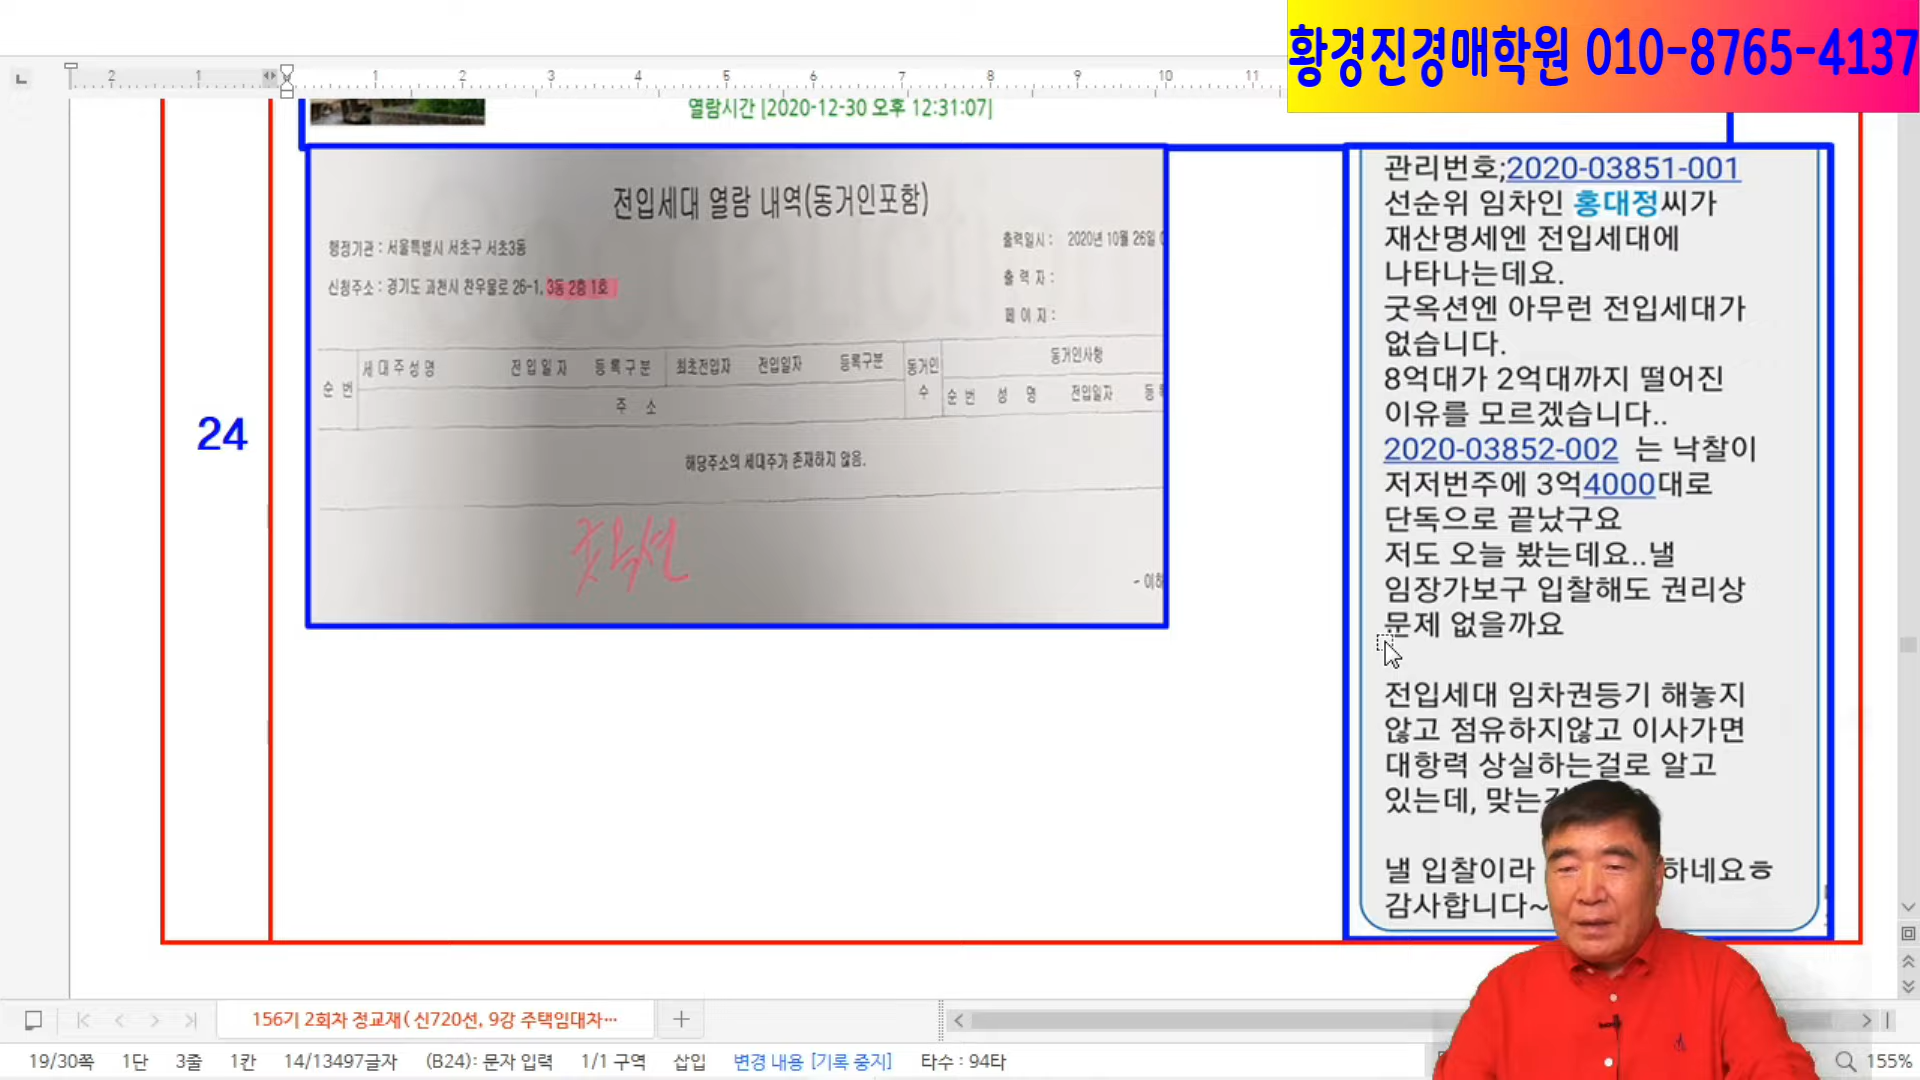 황경진경매학원 010-8765-4137
2 1 1 2 3 4 5 6 7 8 9 10 11
열람시간 [2020-12-30 오후 12:31:07]
전입세대 열람 내역(동거인포함)
행정기관 : 서울특별시 서초구 서초3동
출력일시 : 2020년 10월 26일
신청주소 : 경기도 과천시 찬우물로 26-1, 3동 2층 1호
출 력 자 :
페 이 지 :
순 번
세 대 주 성 명 전 입 일 자 등 록 구 분 최초전입자 전입일자 등록구분
주 소
동거인 수
동거인사항
순 번 성 명 전입일자 등
해당주소의 세대주가 존재하지 않음.
굿옥션
- 이하
24
관리번호;2020-03851-001
선순위 임차인 홍대정씨가
재산명세엔 전입세대에
나타나는데요.
굿옥션엔 아무런 전입세대가
없습니다.
8억대가 2억대까지 떨어진
이유를 모르겠습니다..
2020-03852-002 는 낙찰이
저저번주에 3억4000대로
단독으로 끝났구요
저도 오늘 봤는데요..낼
임장가보구 입찰해도 권리상
문제 없을까요
전입세대 임차권등기 해놓지
않고 점유하지않고 이사가면
대항력 상실하는걸로 알고
있는데, 맞는
낼 입찰이라 하네요ㅎ
감사합니다~
156기 2회차 정교재( 신720선, 9강 주택임대차···
19/30쪽 1단 3줄 1칸 14/13497글자 (B24): 문자 입력 1/1 구역 삽입 변경 내용 [기록 중지] 타수 : 94타 155%